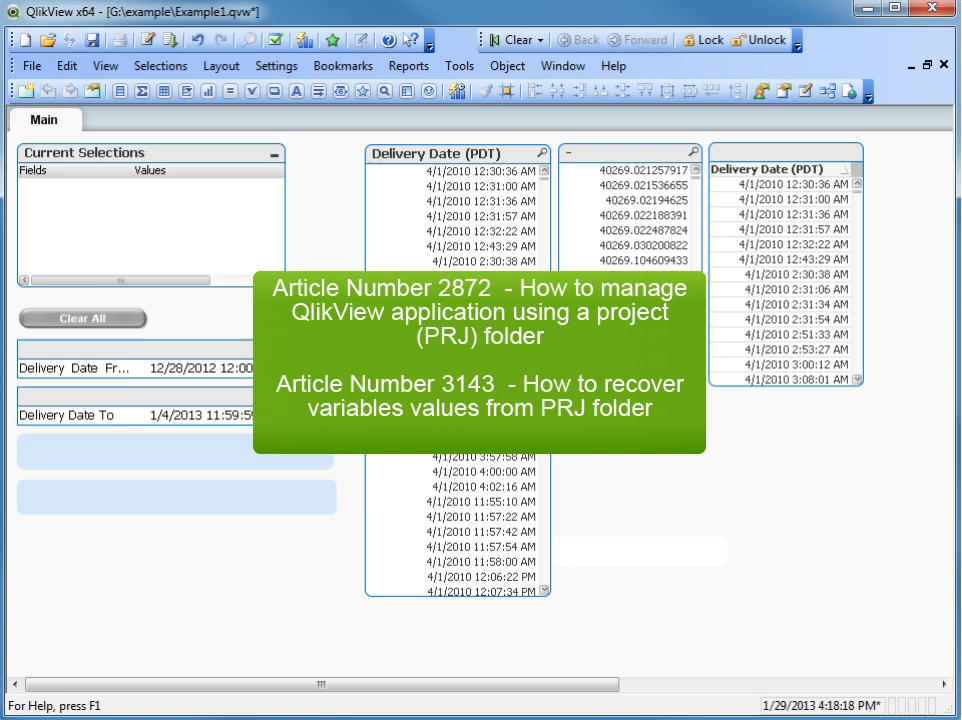 QlikView x64 - [G:\example\Example1.qvw*]
Clear Back Forward Lock Unlock
File Edit View Selections Layout Settings Bookmarks Reports Tools Object Window Help
Main
Current Selections
Fields Values
Clear All
Delivery Date Fr... 12/28/2012 12:00
Delivery Date To 1/4/2013 11:59:59
Delivery Date (PDT)
4/1/2010 12:30:36 AM
4/1/2010 12:31:00 AM
4/1/2010 12:31:36 AM
4/1/2010 12:31:57 AM
4/1/2010 12:32:22 AM
4/1/2010 12:43:29 AM
4/1/2010 2:30:38 AM
-
40269.021257917
40269.021536655
40269.02194625
40269.022188391
40269.022487824
40269.030200822
40269.104609433
Delivery Date (PDT)
4/1/2010 12:30:36 AM
4/1/2010 12:31:00 AM
4/1/2010 12:31:36 AM
4/1/2010 12:31:57 AM
4/1/2010 12:32:22 AM
4/1/2010 12:43:29 AM
4/1/2010 2:30:38 AM
4/1/2010 2:31:06 AM
4/1/2010 2:31:34 AM
4/1/2010 2:31:54 AM
4/1/2010 2:51:33 AM
4/1/2010 2:53:27 AM
4/1/2010 3:00:12 AM
4/1/2010 3:08:01 AM
Article Number 2872 - How to manage
QlikView application using a project
(PRJ) folder
Article Number 3143 - How to recover
variables values from PRJ folder
4/1/2010 3:57:58 AM
4/1/2010 4:00:00 AM
4/1/2010 4:02:16 AM
4/1/2010 11:55:10 AM
4/1/2010 11:57:22 AM
4/1/2010 11:57:42 AM
4/1/2010 11:57:54 AM
4/1/2010 11:58:00 AM
4/1/2010 12:06:22 PM
4/1/2010 12:07:34 PM
For Help, press F1
1/29/2013 4:18:18 PM*